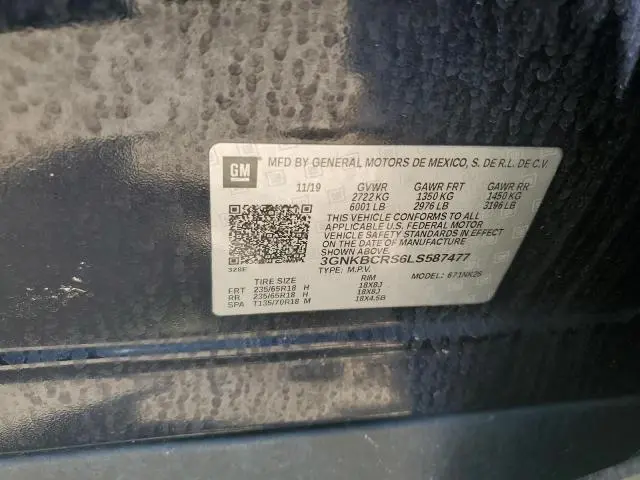 GM
MFD BY GENERAL MOTORS DE MEXICO, S. DE R.L. DE C.V.
11/19 GVWR GAWR FRT GAWR RR
2722 KG 1350 KG 1450 KG
6001 LB 2976 LB 3196 LB
THIS VEHICLE CONFORMS TO ALL
APPLICABLE U.S. FEDERAL MOTOR
VEHICLE SAFETY STANDARDS IN EFFECT
ON THE DATE OF MANUFACTURE SHOWN ABOVE.
3GNKBCRS6LS587477
328E TYPE: M.P.V. MODEL: 671NK26
TIRE SIZE RIM
FRT 235/65R18 H 18X8J
RR 235/65R18 H 18X8J
SPA T135/70R18 M 18X4.5B